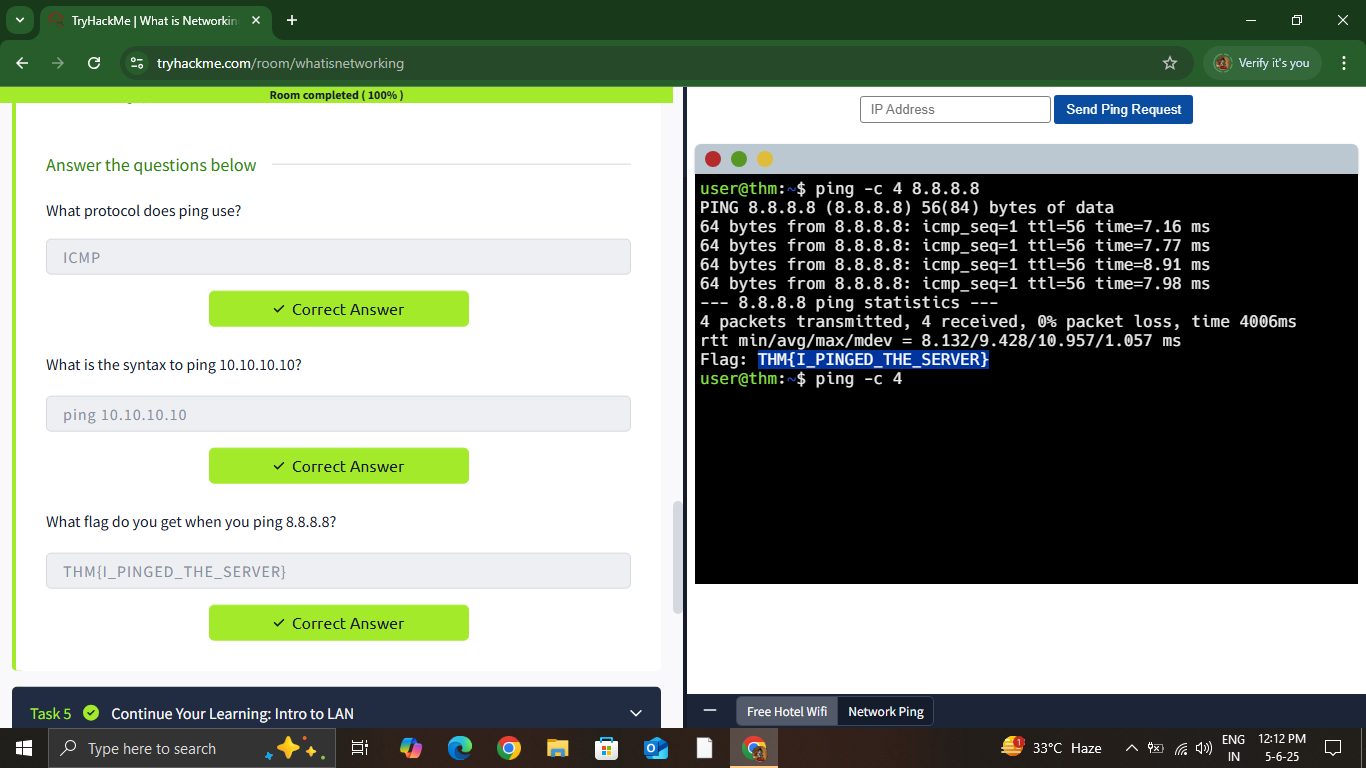 TryHackMe | What is Networkin
tryhackme.com/room/whatisnetworking
Verify it's you
Room completed ( 100% )
Answer the questions below
What protocol does ping use?
ICMP
Correct Answer
What is the syntax to ping 10.10.10.10?
ping 10.10.10.10
Correct Answer
What flag do you get when you ping 8.8.8.8?
THM{I_PINGED_THE_SERVER}
Correct Answer
Task 5 Continue Your Learning: Intro to LAN
IP Address Send Ping Request
user@thm:~$ ping -c 4 8.8.8.8
PING 8.8.8.8 (8.8.8.8) 56(84) bytes of data
64 bytes from 8.8.8.8: icmp_seq=1 ttl=56 time=7.16 ms
64 bytes from 8.8.8.8: icmp_seq=1 ttl=56 time=7.77 ms
64 bytes from 8.8.8.8: icmp_seq=1 ttl=56 time=8.91 ms
64 bytes from 8.8.8.8: icmp_seq=1 ttl=56 time=7.98 ms
--- 8.8.8.8 ping statistics ---
4 packets transmitted, 4 received, 0% packet loss, time 4006ms
rtt min/avg/max/mdev = 8.132/9.428/10.957/1.057 ms
Flag: THM{I_PINGED_THE_SERVER}
user@thm:~$ ping -c 4
Free Hotel Wifi Network Ping
Type here to search
1
33°C Haze
ENG
IN
12:12 PM
5-6-25